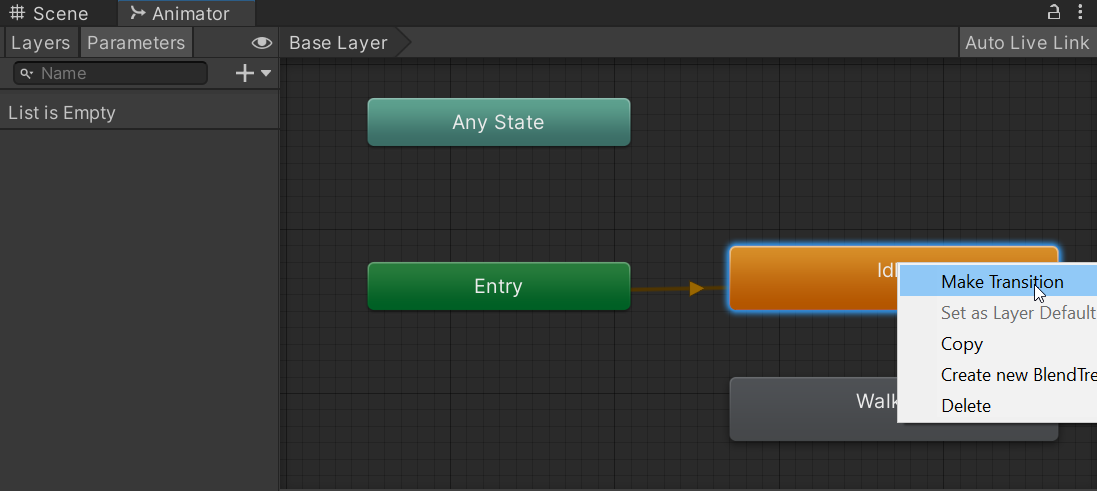 Scene
Animator
Layers
Parameters
Base Layer
Auto Live Link
Name
List is Empty
Any State
Entry
Make Transition
Set as Layer Default
Copy
Create new BlendTre
Delete
Walk